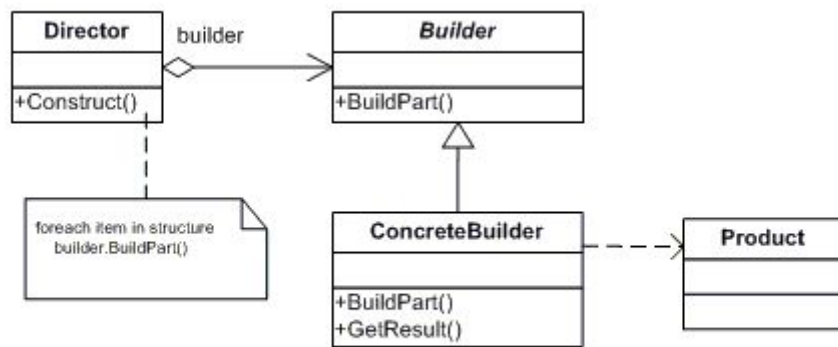 Director
builder
Builder
+Construct()
+BuildPart()
foreach item in structure
builder.BuildPart()
ConcreteBuilder
Product
+BuildPart()
+GetResult()